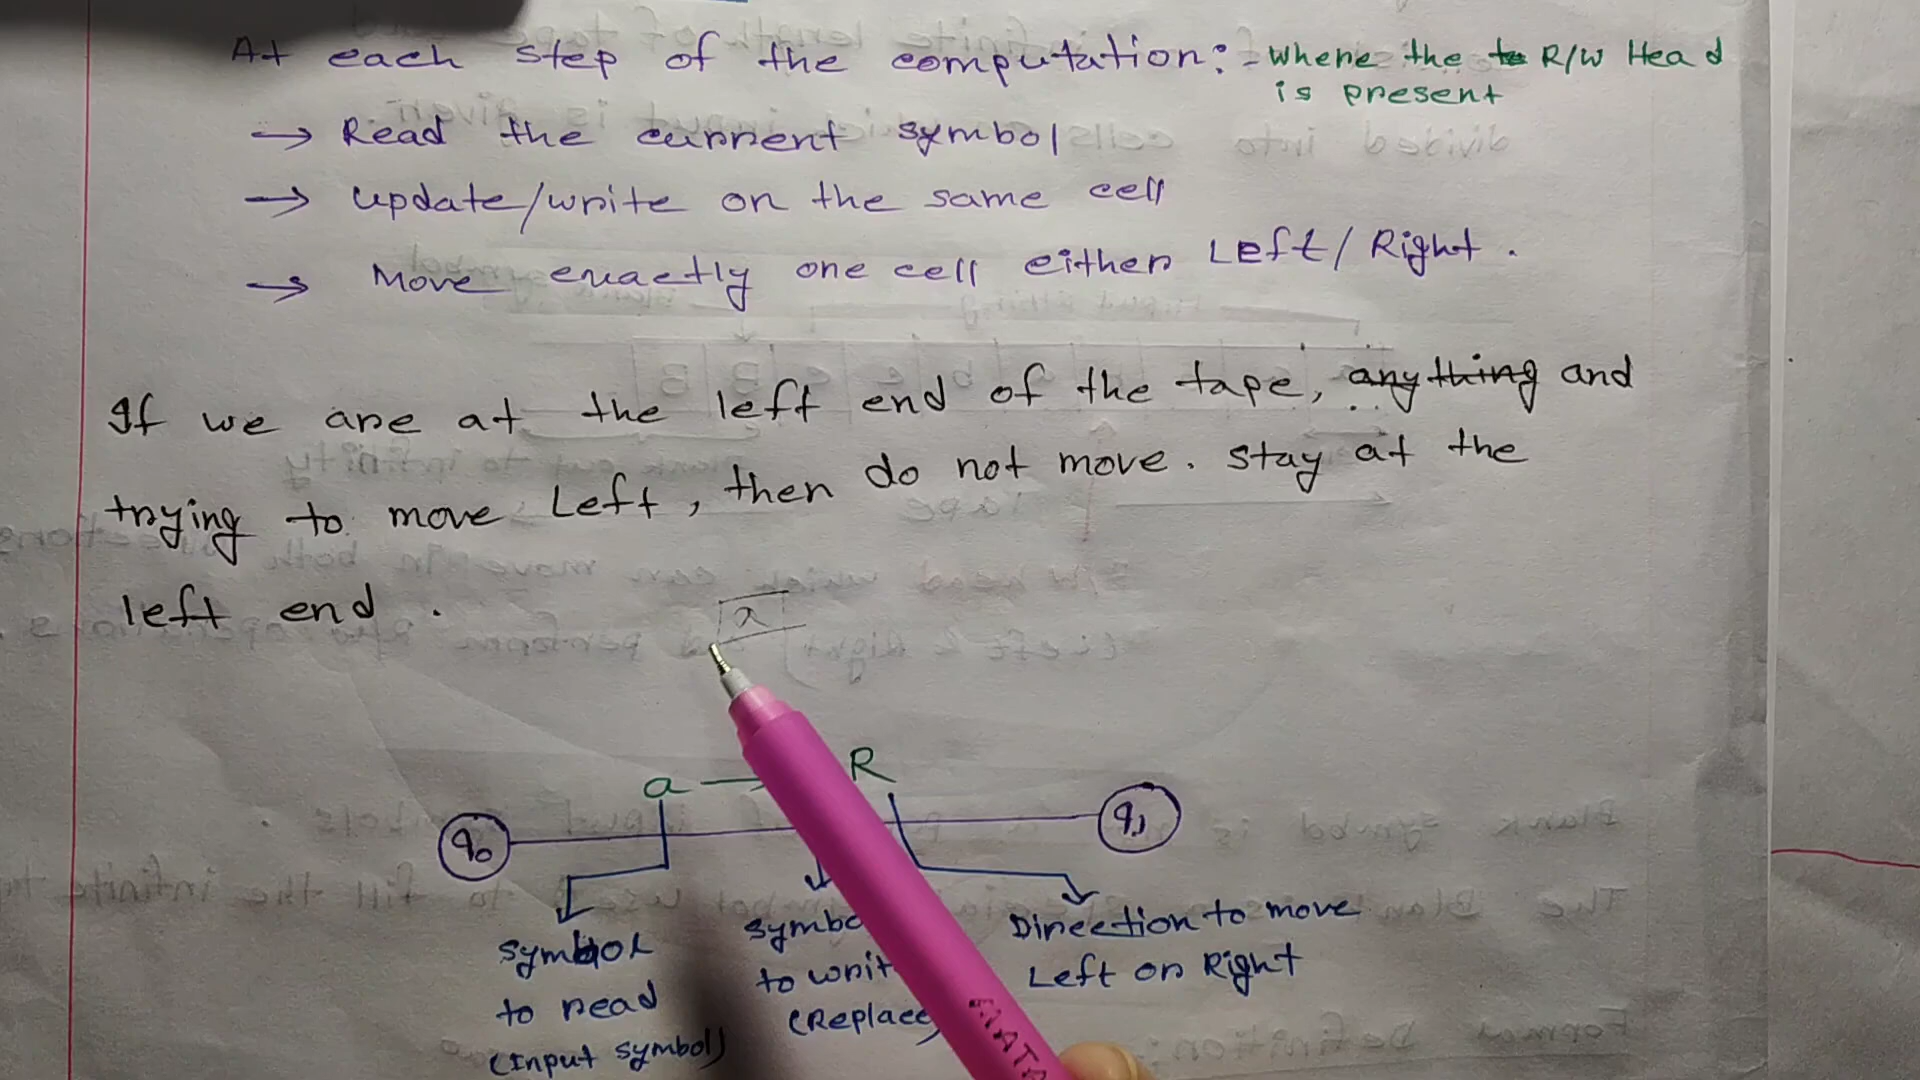 At each step of the computation: - where the R/W Head
is present
→ Read the current symbol
→ update/write on the same cell
→ Move exactly one cell either Left/Right.
If we are at the left end of the tape, anything and
trying to move Left, then do not move. stay at the
left end.
a → R
q0 q1
symbol
to read
(Input symbol)
to
(Replace)
Direction to move
Left or Right